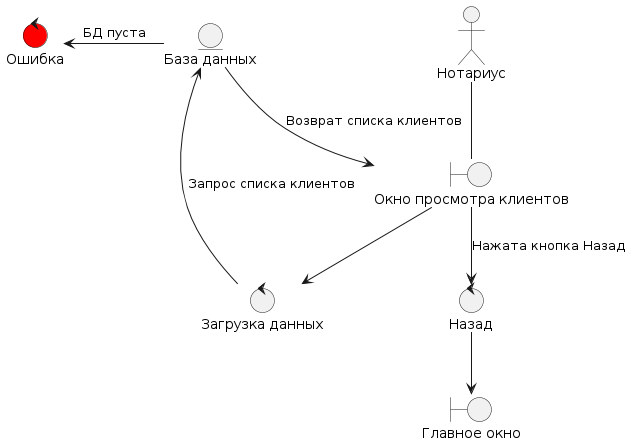 БД пуста
Ошибка
База данных
Нотариус
Возврат списка клиентов
Запрос списка клиентов
Окно просмотра клиентов
Нажата кнопка Назад
Загрузка данных
Назад
Главное окно